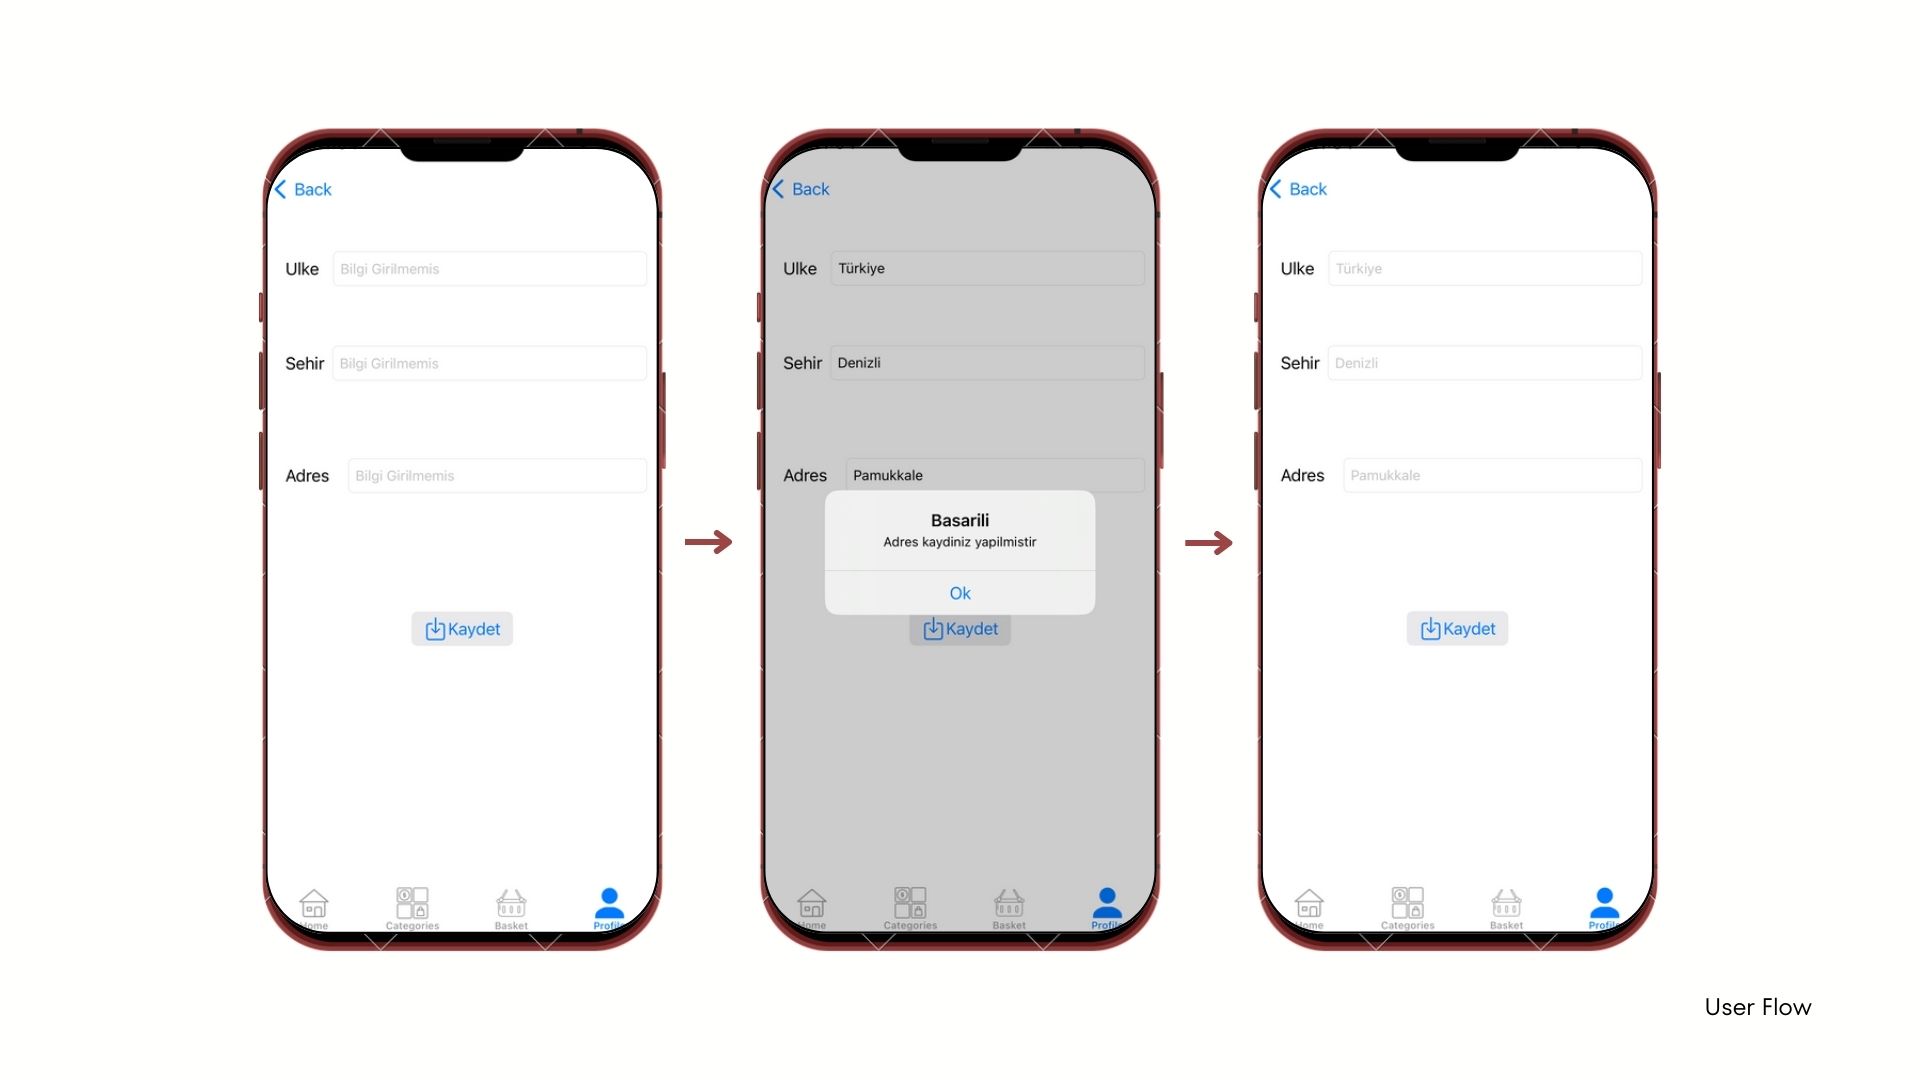 Back
Ulke Bilgi Girilmemis
Sehir Bilgi Girilmemis
Adres Bilgi Girilmemis
Kaydet
Home Categories Basket Profile
Back
Ulke Türkiye
Sehir Denizli
Adres Pamukkale
Basarili
Adres kaydiniz yapilmistir
Ok
Kaydet
Home Categories Basket Profile
Back
Ulke Türkiye
Sehir Denizli
Adres Pamukkale
Kaydet
Home Categories Basket Profile
User Flow